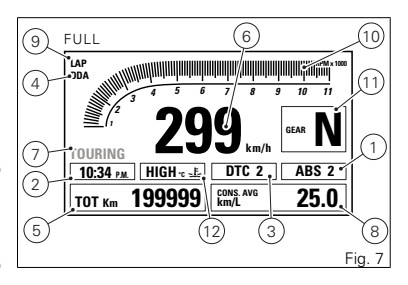 FULL
9
LAP
4
DDA
6
10
RPM x 1000
1 2 3 4 5 6 7 8 9 10 11
11
299 km/h
GEAR N
7
TOURING
1
2
10:34 P.M. HIGH °C DTC 2 ABS 2
5
TOT Km 199999 CONS. AVG km/L 25.0
12
3
8
Fig. 7